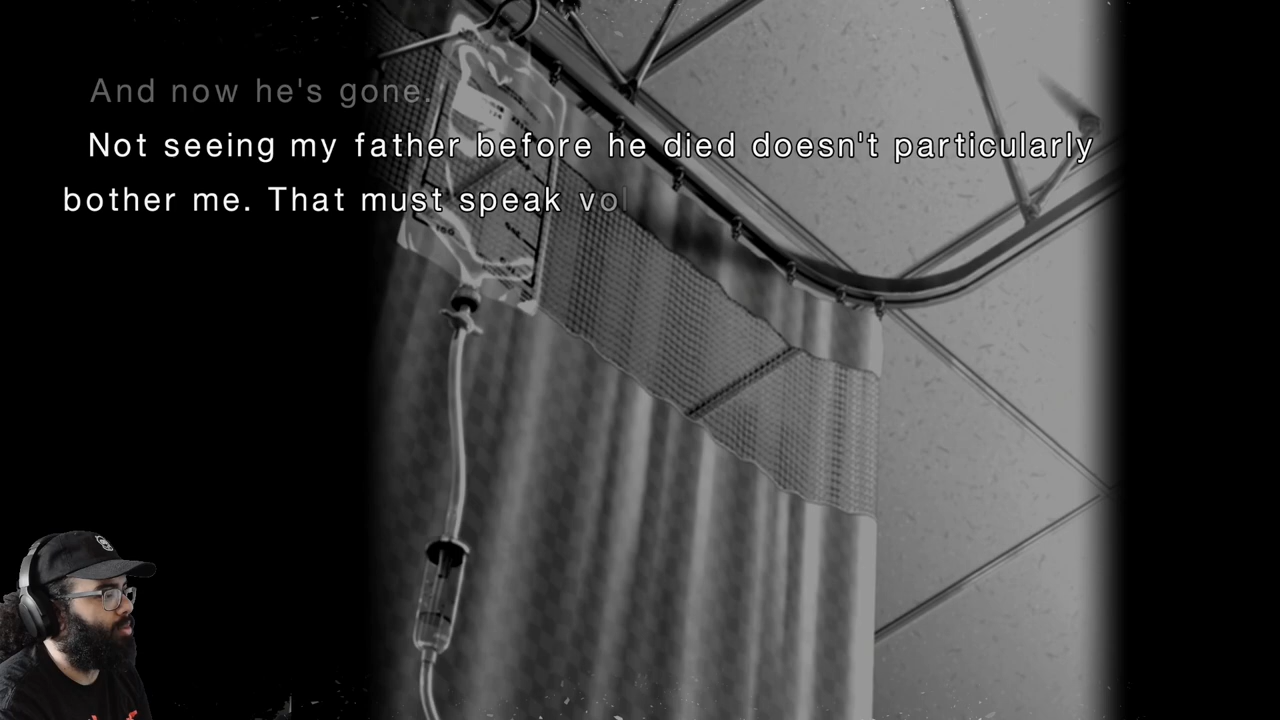 And now he's gone.
Not seeing my father before he died doesn't particularly
bother me. That must speak vol